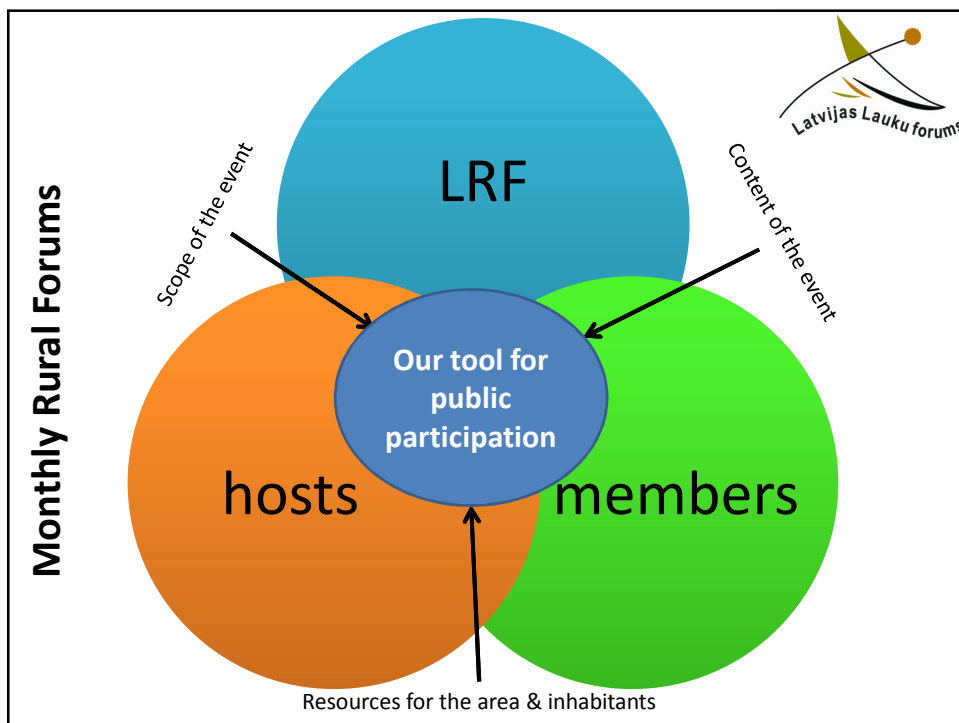 Monthly Rural Forums
Latvijas Lauku forums
LRF
Scope of the event
Content of the event
Our tool for
public
participation
hosts
members
Resources for the area & inhabitants